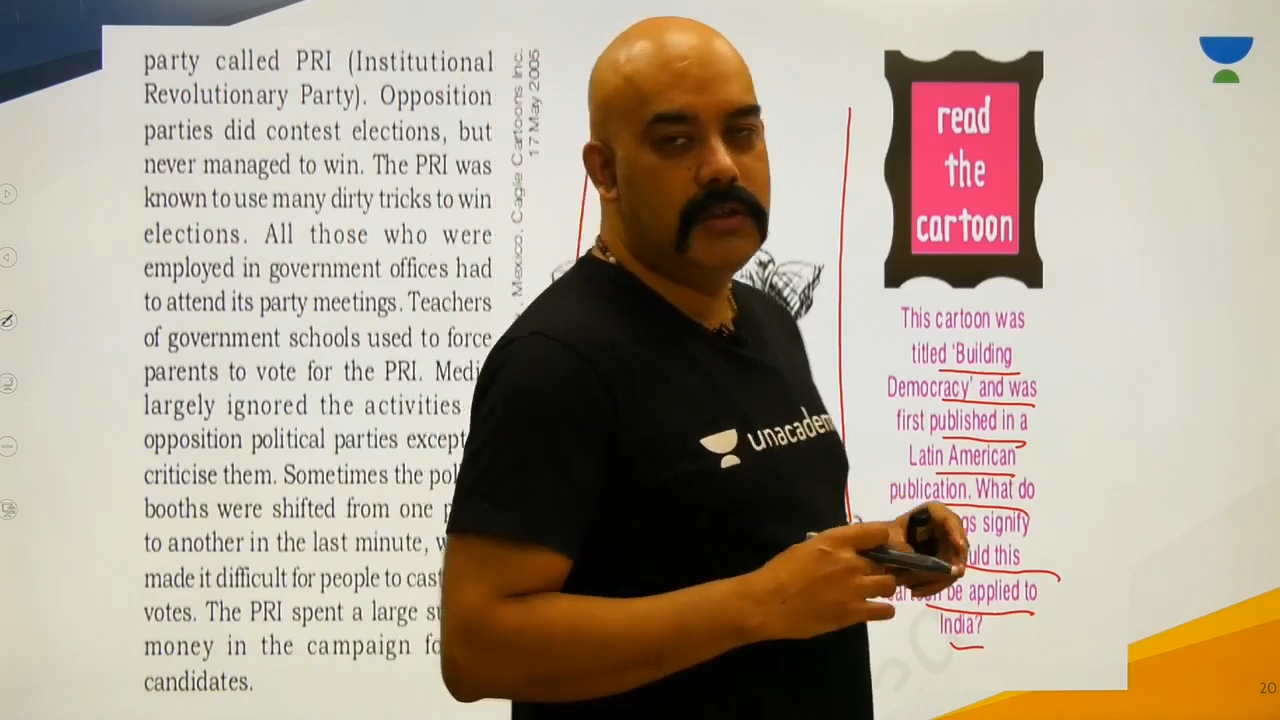 party called PRI (Institutional
Revolutionary Party). Opposition
parties did contest elections, but
never managed to win. The PRI was
known to use many dirty tricks to win
elections. All those who were
employed in government offices had
to attend its party meetings. Teachers
of government schools used to force
parents to vote for the PRI.
largely ignored the activities
opposition political parties except
criticise them. Sometimes the
booths were shifted from one
to another in the last minute,
made it difficult for people to cast
votes. The PRI spent a large
money in the campaign
candidates.
Mexico, Cagle Cartoons Inc.
17 May 2005
unacadem
read
the
cartoon
This cartoon was
titled 'Building
Democracy' and was
first published in a
Latin American
publication. What do
signify
this
be applied to
India?
20